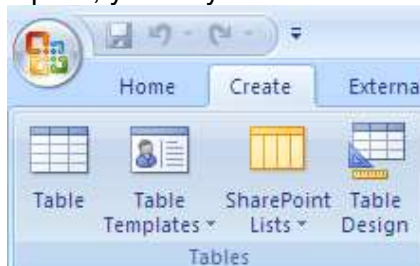 Home Create Externa
Table Table SharePoint Table
Templates Lists Design
Tables